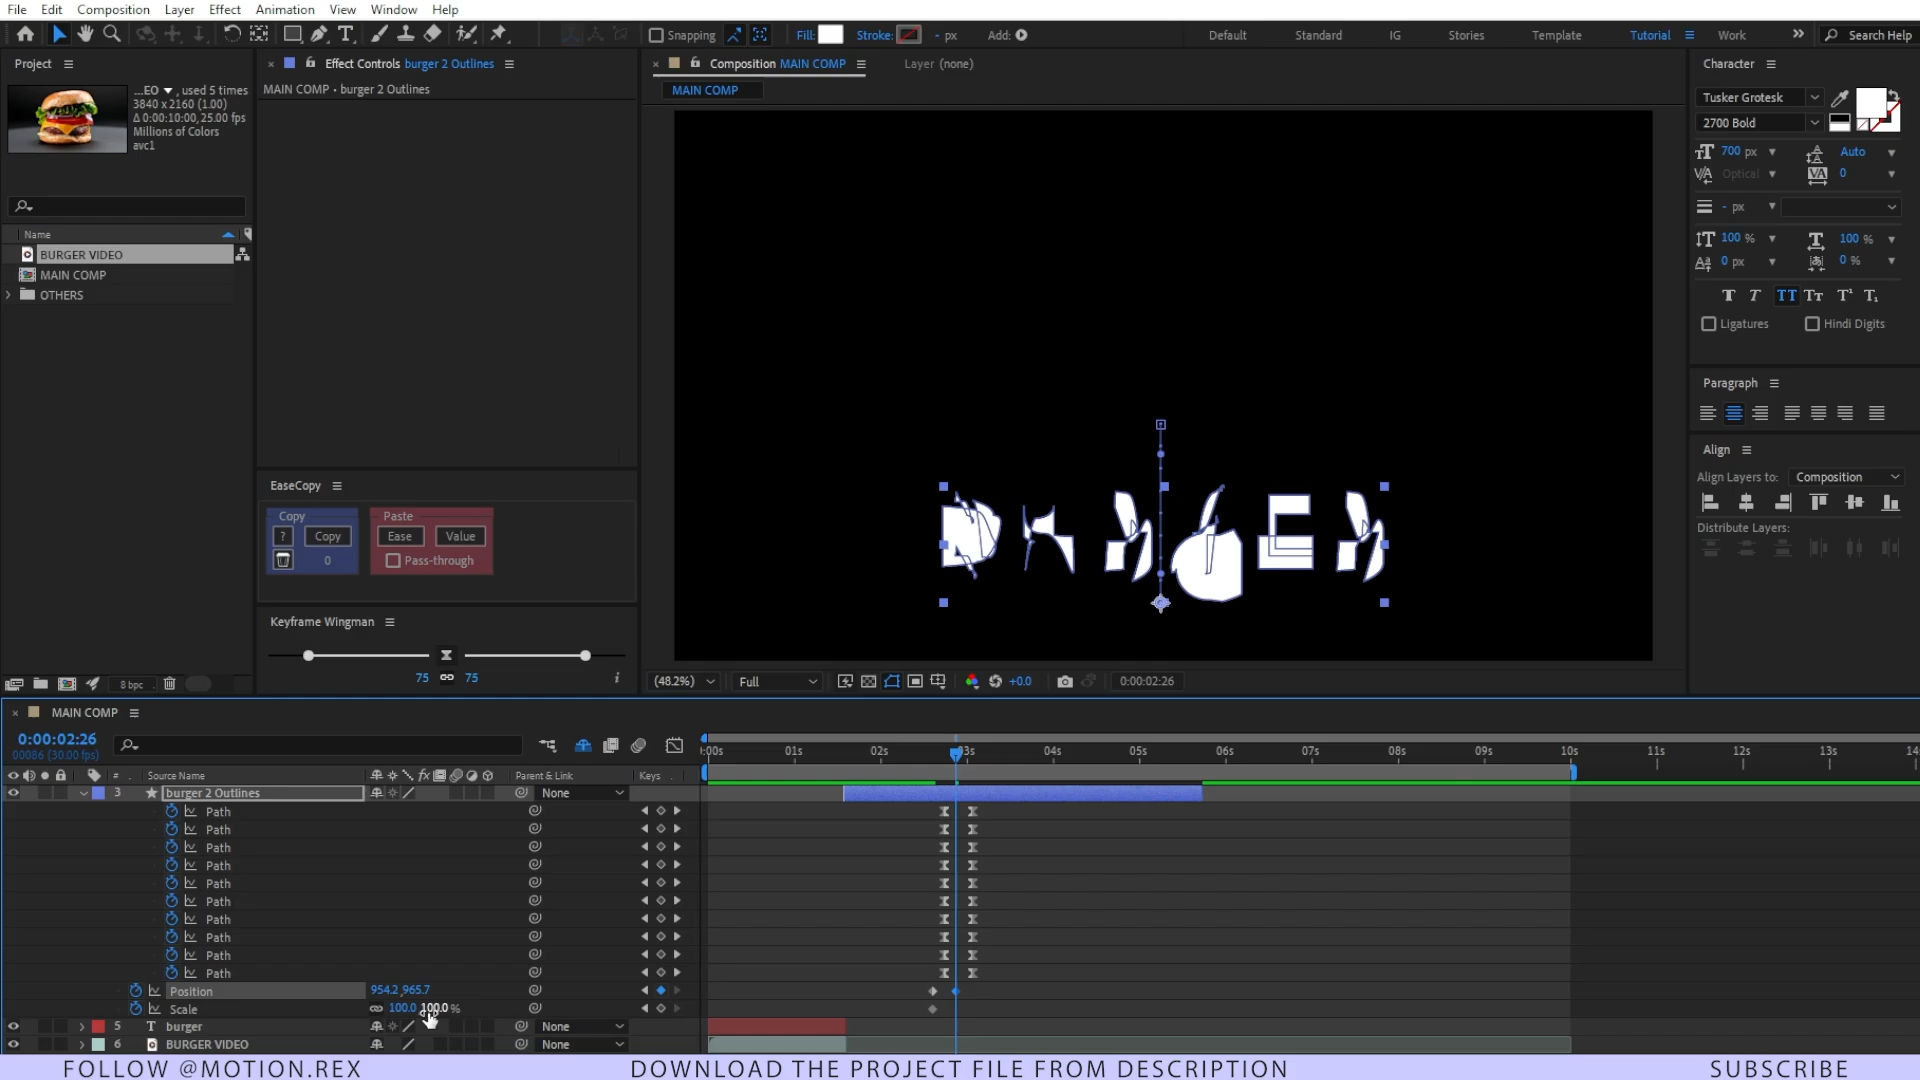 File Edit Composition Layer Effect Animation View Window Help
Snapping Fill: Stroke: - px Add: Default Standard IG Stories Template Tutorial Work Search Help
Project
...EO , used 5 times
3840 x 2160 (1.00)
Δ 0:00:10:00, 25.00 fps
Millions of Colors
avc1
Name
BURGER VIDEO
MAIN COMP
OTHERS
8 bpc
Effect Controls burger 2 Outlines
MAIN COMP • burger 2 Outlines
EaseCopy
Copy Paste
? Copy Ease Value
0 Pass-through
Keyframe Wingman
75 75 i
Composition MAIN COMP Layer (none)
MAIN COMP
(48.2%) Full +0.0 0:00:02:26
Character
Tusker Grotesk
2700 Bold
700 px Auto
Optical 0
- px
100 % 100 %
0 px 0 %
Ligatures Hindi Digits
Paragraph
Align
Align Layers to: Composition
Distribute Layers:
MAIN COMP
0:00:02:26
00086 (30.00 fps)
:00s 01s 02s 03s 04s 05s 06s 07s 08s 09s 10s 11s 12s 13s 14
# Source Name Parent & Link Keys
3 burger 2 Outlines None
Path
Path
Path
Path
Path
Path
Path
Path
Path
Path
Position 954.2,965.7
Scale 100.0,100.0 %
5 T burger None
6 BURGER VIDEO None
FOLLOW @MOTION.REX DOWNLOAD THE PROJECT FILE FROM DESCRIPTION SUBSCRIBE